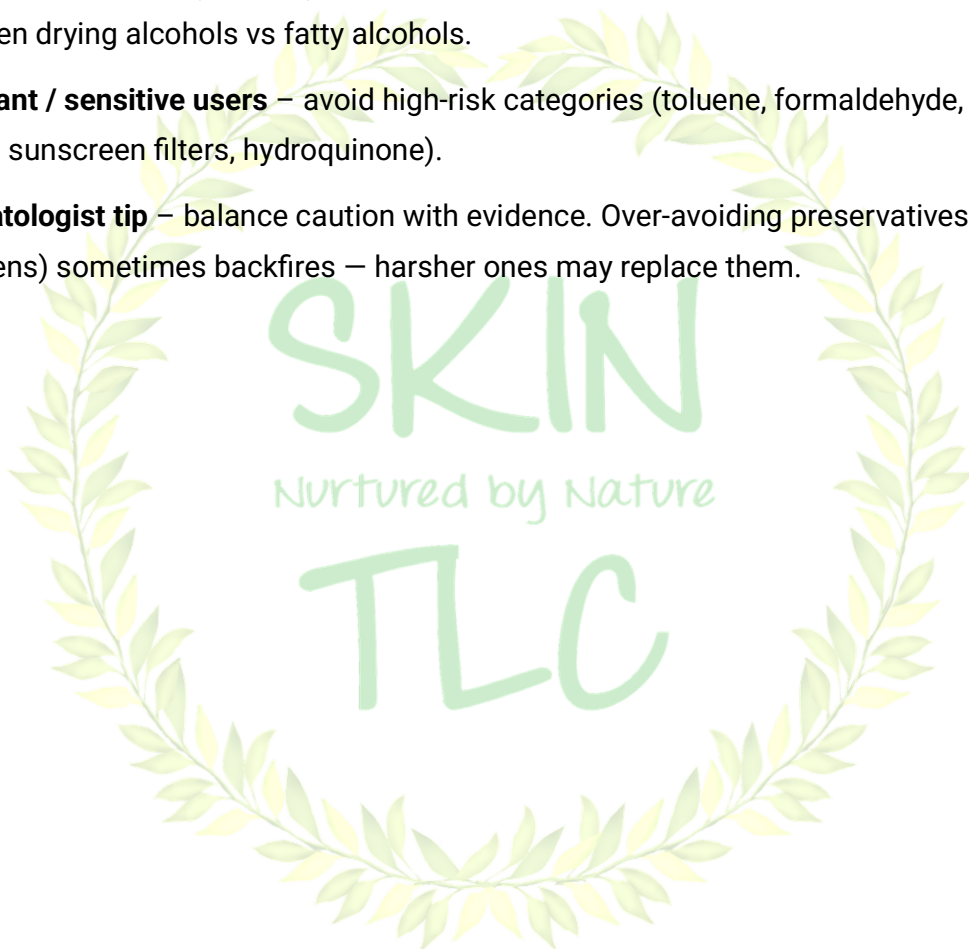 en drying alcohols vs fatty alcohols.
ant / sensitive users – avoid high-risk categories (toluene, formaldehyde,
sunscreen filters, hydroquinone).
atologist tip – balance caution with evidence. Over-avoiding preservatives
ens) sometimes backfires — harsher ones may replace them.
SKIN
Nurtured by Nature
TLC